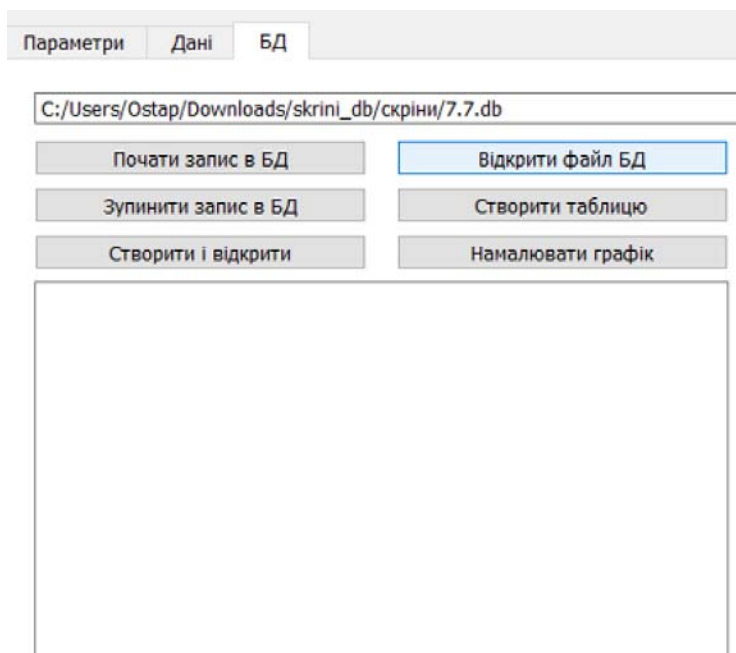 Параметри Дані БД
C:/Users/Ostap/Downloads/skrini_db/скріни/7.7.db
Почати запис в БД Відкрити файл БД
Зупинити запис в БД Створити таблицю
Створити і відкрити Намалювати графік